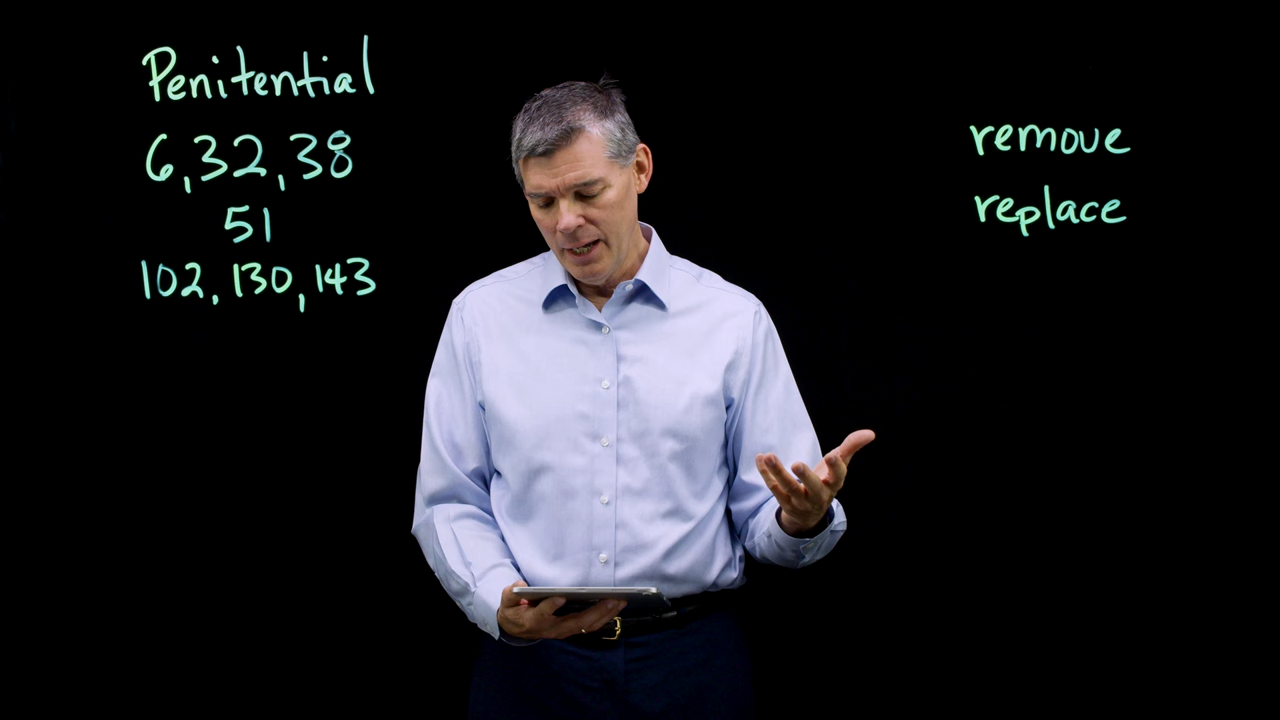 Penitential
6,32,38
51
102,130,143
remove
replace